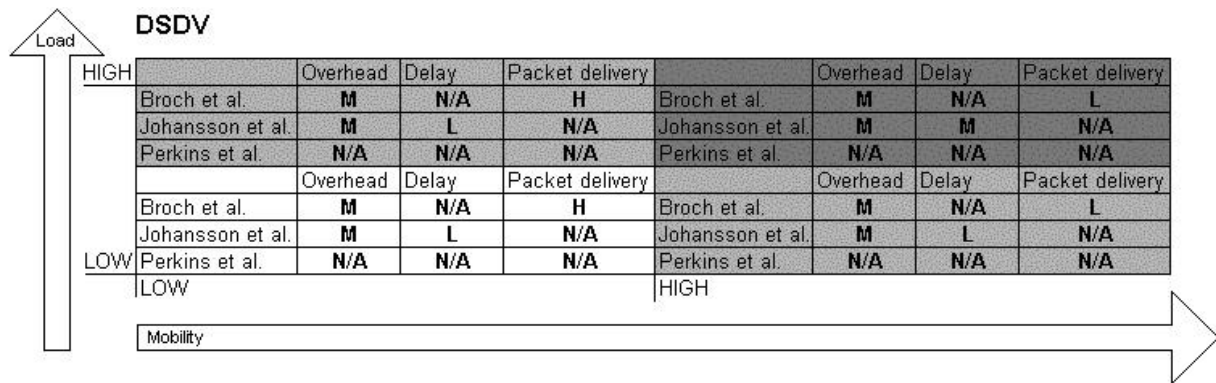 DSDV
Load
HIGH Overhead Delay Packet delivery Overhead Delay Packet delivery
Broch et al. M N/A H Broch et al. M N/A L
Johansson et al. M L N/A Johansson et al. M M N/A
Perkins et al. N/A N/A N/A Perkins et al. N/A N/A N/A
Overhead Delay Packet delivery Overhead Delay Packet delivery
Broch et al. M N/A H Broch et al. M N/A L
Johansson et al. M L N/A Johansson et al. M L N/A
LOW Perkins et al. N/A N/A N/A Perkins et al. N/A N/A N/A
LOW HIGH
Mobility